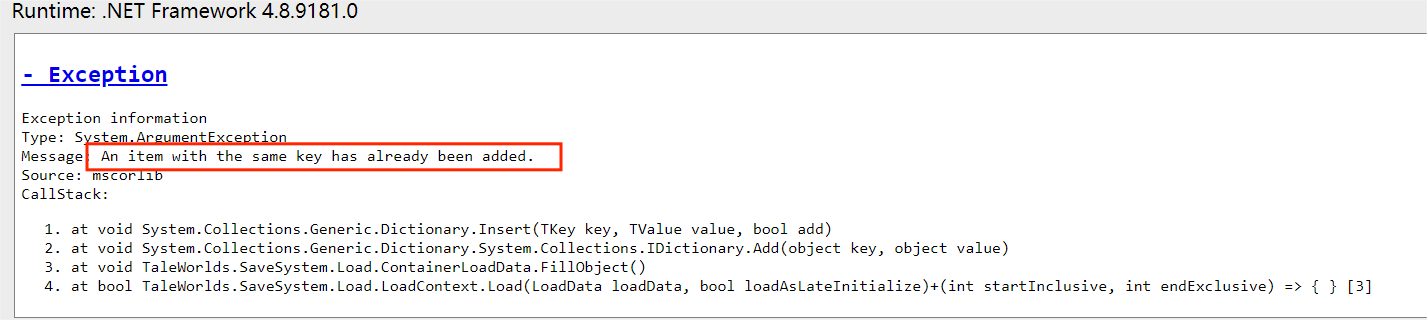 Runtime: .NET Framework 4.8.9181.0
- Exception
Exception information
Type: System.ArgumentException
Message: An item with the same key has already been added.
Source: mscorlib
CallStack:
1. at void System.Collections.Generic.Dictionary.Insert(TKey key, TValue value, bool add)
2. at void System.Collections.Generic.Dictionary.System.Collections.IDictionary.Add(object key, object value)
3. at void TaleWorlds.SaveSystem.Load.ContainerLoadData.FillObject()
4. at bool TaleWorlds.SaveSystem.Load.LoadContext.Load(LoadData loadData, bool loadAsLateInitialize)+(int startInclusive, int endExclusive) => { } [3]